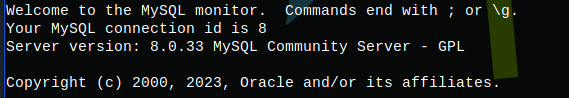 Welcome to the MySQL monitor.  Commands end with ; or \g.
Your MySQL connection id is 8
Server version: 8.0.33 MySQL Community Server - GPL

Copyright (c) 2000, 2023, Oracle and/or its affiliates.